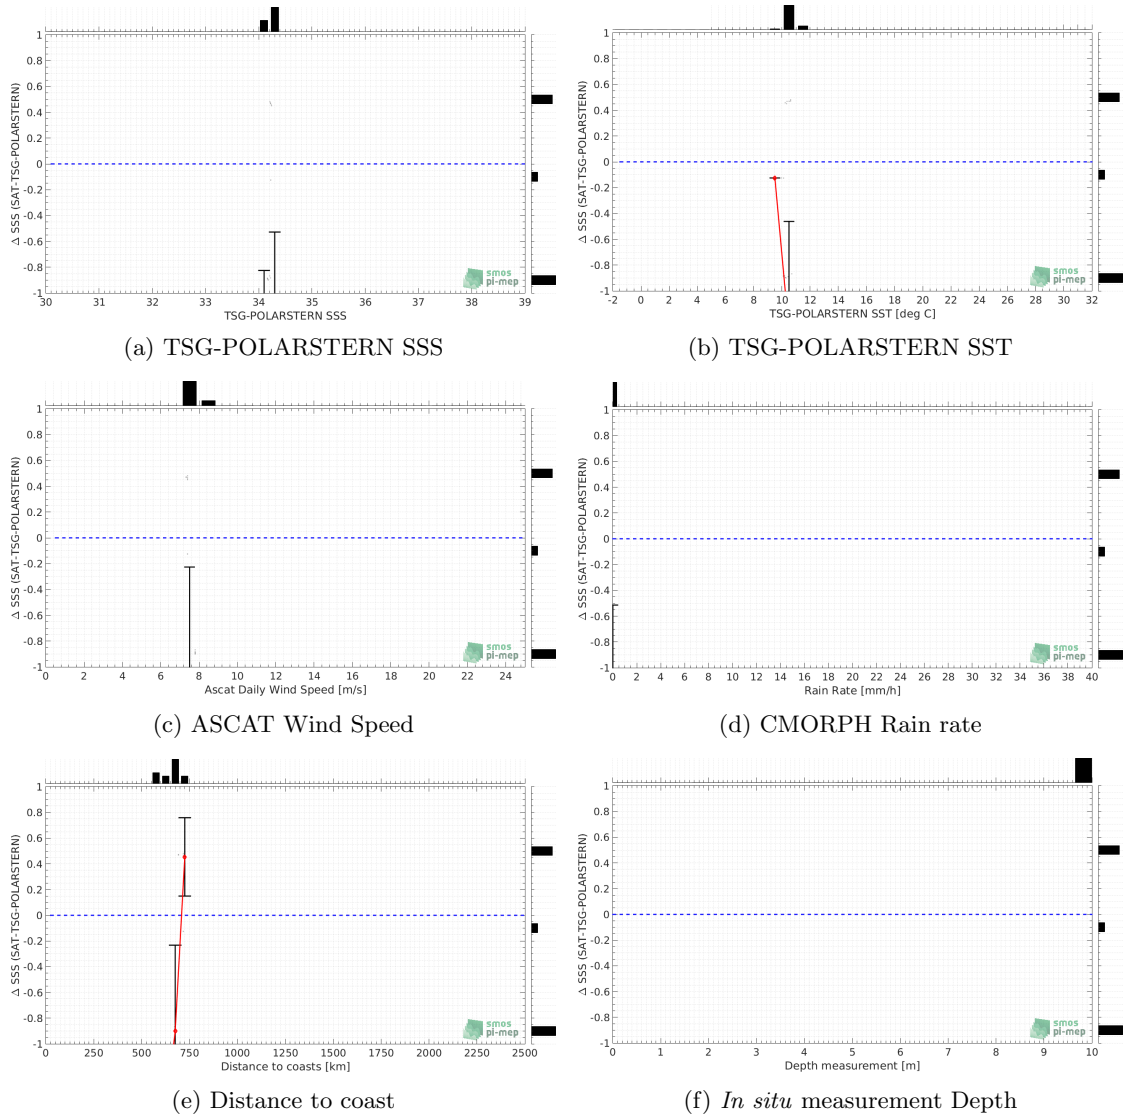 1
0.8
0.6
0.4
0.2
0
-0.2
-0.4
-0.6
-0.8
-1
Δ SSS (SAT-TSG-POLARSTERN)
smos
pi-mep
30 31 32 33 34 35 36 37 38 39
TSG-POLARSTERN SSS
(a) TSG-POLARSTERN SSS
1
0.8
0.6
0.4
0.2
0
-0.2
-0.4
-0.6
-0.8
-1
Δ SSS (SAT-TSG-POLARSTERN)
smos
pi-mep
-2 0 2 4 6 8 10 12 14 16 18 20 22 24 26 28 30 32
TSG-POLARSTERN SST [deg C]
(b) TSG-POLARSTERN SST
1
0.8
0.6
0.4
0.2
0
-0.2
-0.4
-0.6
-0.8
-1
Δ SSS (SAT-TSG-POLARSTERN)
smos
pi-mep
0 2 4 6 8 10 12 14 16 18 20 22 24
Ascat Daily Wind Speed [m/s]
(c) ASCAT Wind Speed
1
0.8
0.6
0.4
0.2
0
-0.2
-0.4
-0.6
-0.8
-1
Δ SSS (SAT-TSG-POLARSTERN)
smos
pi-mep
0 2 4 6 8 10 12 14 16 18 20 22 24 26 28 30 32 34 36 38 40
Rain Rate [mm/h]
(d) CMORPH Rain rate
1
0.8
0.6
0.4
0.2
0
-0.2
-0.4
-0.6
-0.8
-1
Δ SSS (SAT-TSG-POLARSTERN)
smos
pi-mep
0 250 500 750 1000 1250 1500 1750 2000 2250 2500
Distance to coasts [km]
(e) Distance to coast
1
0.8
0.6
0.4
0.2
0
-0.2
-0.4
-0.6
-0.8
-1
Δ SSS (SAT-TSG-POLARSTERN)
smos
pi-mep
0 1 2 3 4 5 6 7 8 9 10
Depth measurement [m]
(f) In situ measurement Depth